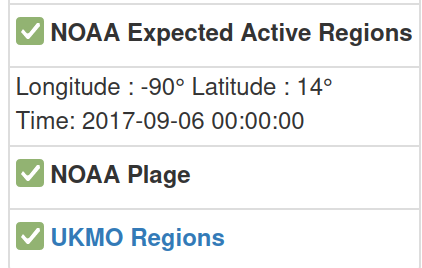 NOAA Expected Active Regions
Longitude : -90° Latitude : 14°
Time: 2017-09-06 00:00:00
NOAA Plage
UKMO Regions